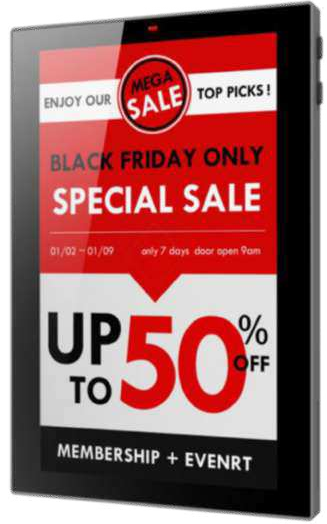 ENJOY OUR
MEGA
SALE
TOP PICKS!
BLACK FRIDAY ONLY
SPECIAL SALE
01/02 ~ 01/09 only 7 days door open 9am
UP TO 50% OFF
MEMBERSHIP + EVENRT